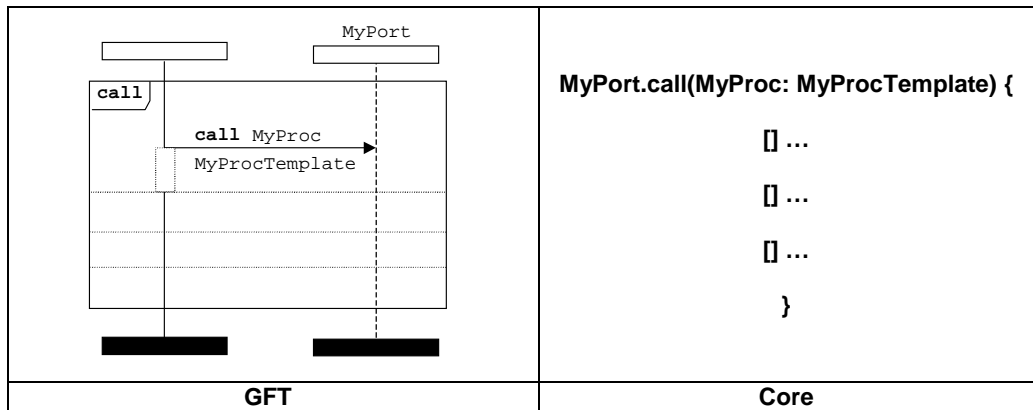 MyPort
call
call MyProc
MyProcTemplate
MyPort.call(MyProc: MyProcTemplate) {
[] …
[] …
[] …
}
GFT
Core